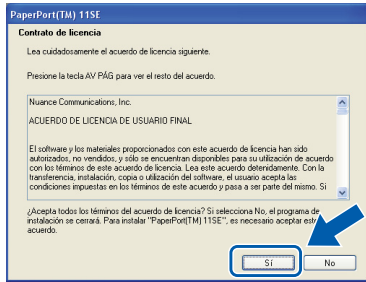 PaperPort(TM) 11SE
Contrato de licencia
Lea cuidadosamente el acuerdo de licencia siguiente.
Presione la tecla AV PÁG para ver el resto del acuerdo.
Nuance Communications, Inc.
ACUERDO DE LICENCIA DE USUARIO FINAL
El software y los materiales proporcionados con este acuerdo de licencia han sido
autorizados, no vendidos, y sólo se encuentran disponibles para su utilización de acuerdo
con los términos de este acuerdo de licencia. Lea este acuerdo detenidamente. Con la
transferencia, instalación, copia o utilización del software, el usuario acepta las
condiciones impuestas en los términos de este acuerdo y pasa a ser parte del mismo. Si
¿Acepta todos los términos del acuerdo de licencia? Si selecciona No, el programa de
instalación se cerrará. Para instalar "PaperPort(TM) 11SE", es necesario aceptar este
acuerdo.
Sí
No